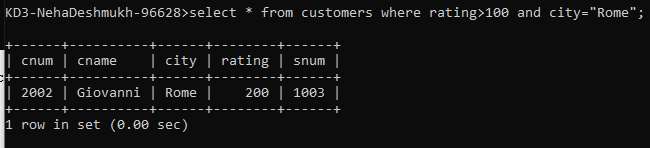 KD3-NehaDeshmukh-96628>select * from customers where rating>100 and city="Rome";
+------+----------+------+--------+------+
| cnum | cname    | city | rating | snum |
+------+----------+------+--------+------+
| 2002 | Giovanni | Rome |    200 | 1003 |
+------+----------+------+--------+------+
1 row in set (0.00 sec)